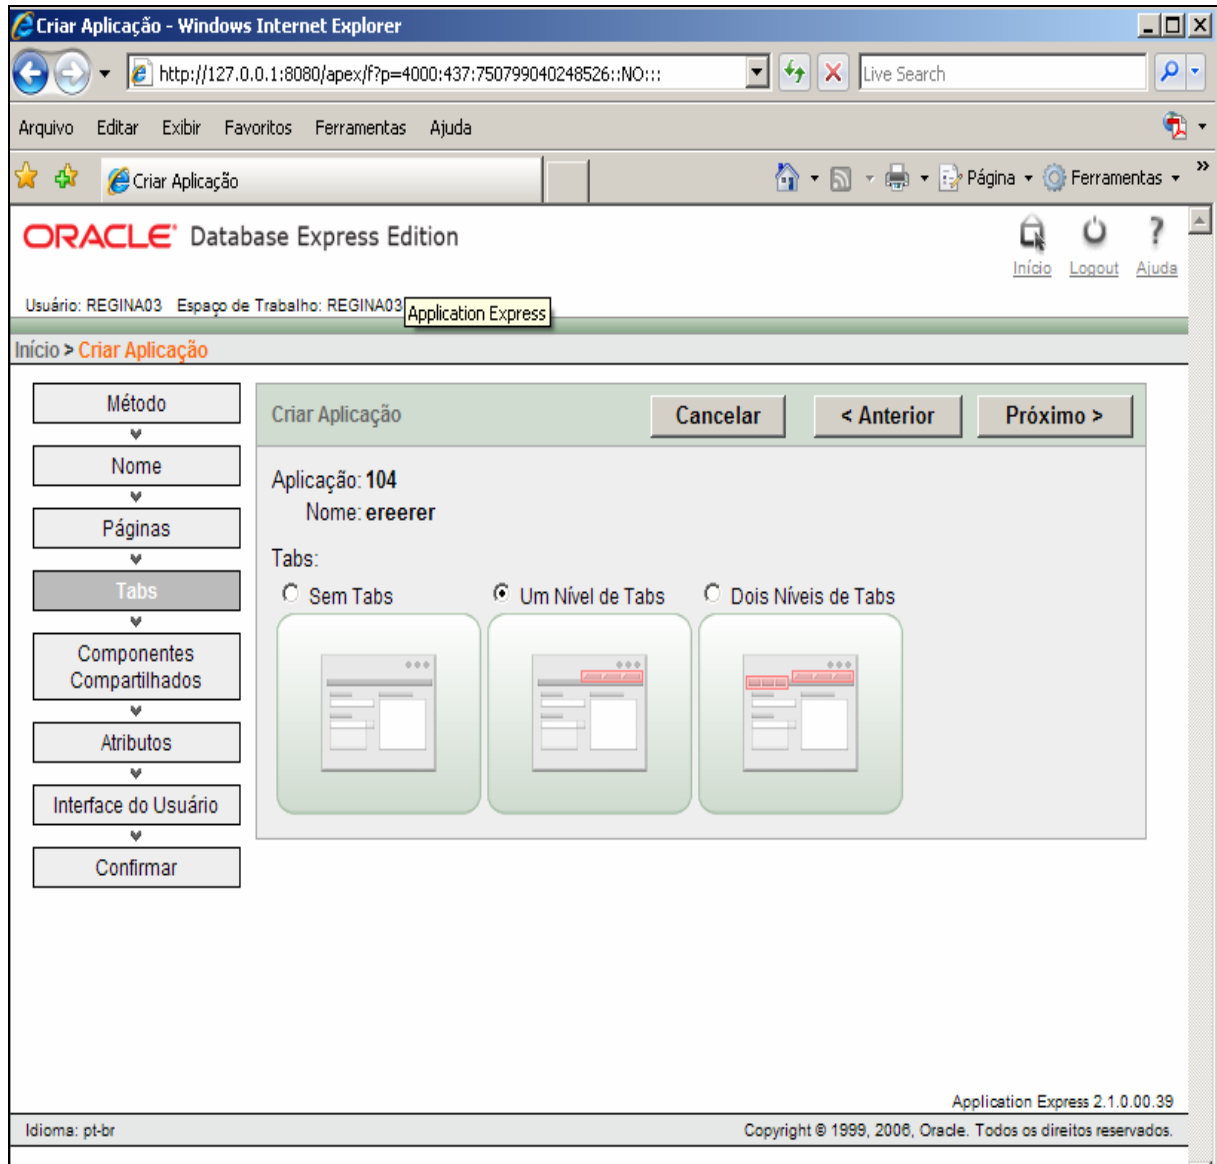 Criar Aplicação - Windows Internet Explorer
http://127.0.0.1:8080/apex/f?p=4000:437:750799040248526::NO:::
Live Search
Arquivo Editar Exibir Favoritos Ferramentas Ajuda
Criar Aplicação
Página Ferramentas »
ORACLE Database Express Edition
Início Logout Ajuda
Usuário: REGINA03 Espaço de Trabalho: REGINA03
Application Express
Início > Criar Aplicação
Método
Nome
Páginas
Tabs
Componentes
Compartilhados
Atributos
Interface do Usuário
Confirmar
Criar Aplicação
Cancelar
< Anterior
Próximo >
Aplicação: 104
Nome: ereerer
Tabs:
Sem Tabs
Um Nível de Tabs
Dois Níveis de Tabs
Application Express 2.1.0.00.39
Idioma: pt-br
Copyright © 1999, 2006, Oracle. Todos os direitos reservados.